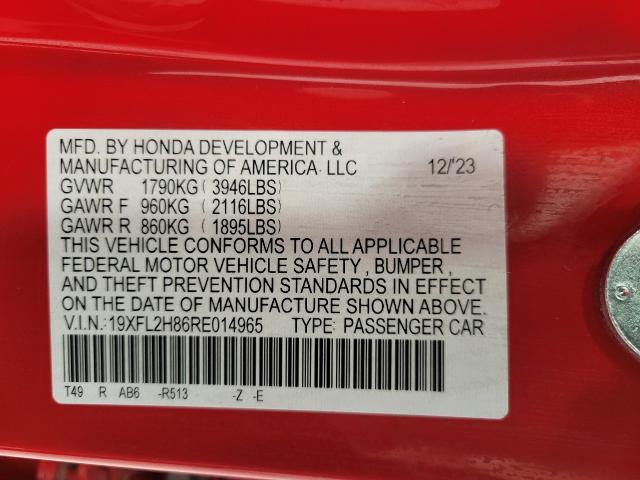 MFD. BY HONDA DEVELOPMENT &
MANUFACTURING OF AMERICA. LLC 12/'23
GVWR 1790KG ( 3946LBS )
GAWR F 960KG ( 2116LBS )
GAWR R 860KG ( 1895LBS )
THIS VEHICLE CONFORMS TO ALL APPLICABLE
FEDERAL MOTOR VEHICLE SAFETY , BUMPER ,
AND THEFT PREVENTION STANDARDS IN EFFECT
ON THE DATE OF MANUFACTURE SHOWN ABOVE.
V.I.N.: 19XFL2H86RE014965 TYPE: PASSENGER CAR
T49 R AB6 -R513 -Z -E